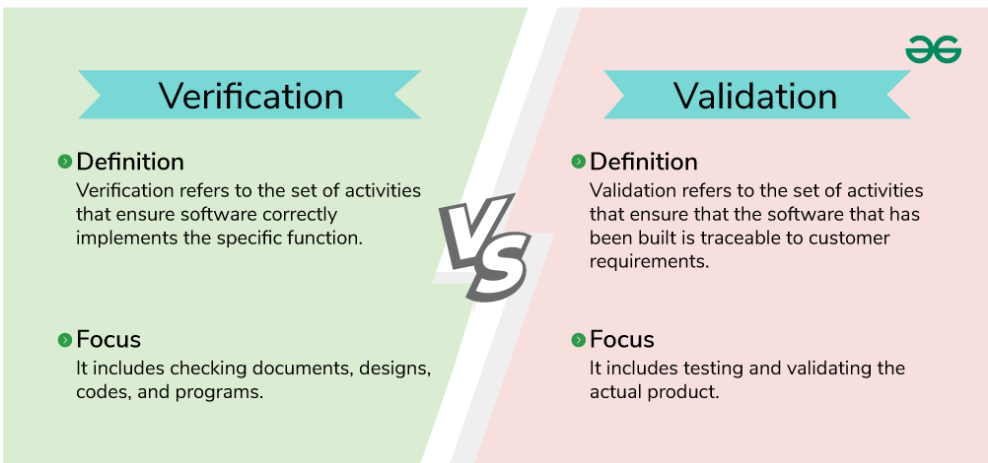 Verification
Definition
Verification refers to the set of activities
that ensure software correctly
implements the specific function.
Focus
It includes checking documents, designs,
codes, and programs.
VS
Validation
Definition
Validation refers to the set of activities
that ensure that the software that has
been built is traceable to customer
requirements.
Focus
It includes testing and validating the
actual product.